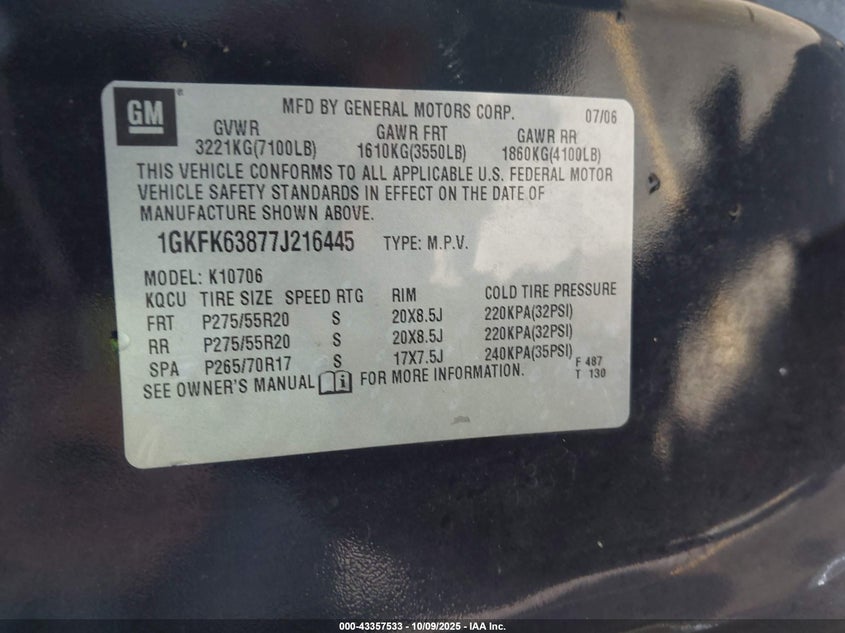 GM
MFD BY GENERAL MOTORS CORP. 07/06
GVWR GAWR FRT GAWR RR
3221KG(7100LB) 1610KG(3550LB) 1860KG(4100LB)
THIS VEHICLE CONFORMS TO ALL APPLICABLE U.S. FEDERAL MOTOR
VEHICLE SAFETY STANDARDS IN EFFECT ON THE DATE OF
MANUFACTURE SHOWN ABOVE.
1GKFK63877J216445 TYPE: M.P.V.
MODEL: K10706
KQCU TIRE SIZE SPEED RTG RIM COLD TIRE PRESSURE
FRT P275/55R20 S 20X8.5J 220KPA(32PSI)
RR P275/55R20 S 20X8.5J 220KPA(32PSI)
SPA P265/70R17 S 17X7.5J 240KPA(35PSI)
SEE OWNER'S MANUAL FOR MORE INFORMATION.
F 487
T 130
000-43357533 - 10/09/2025 - IAA Inc.